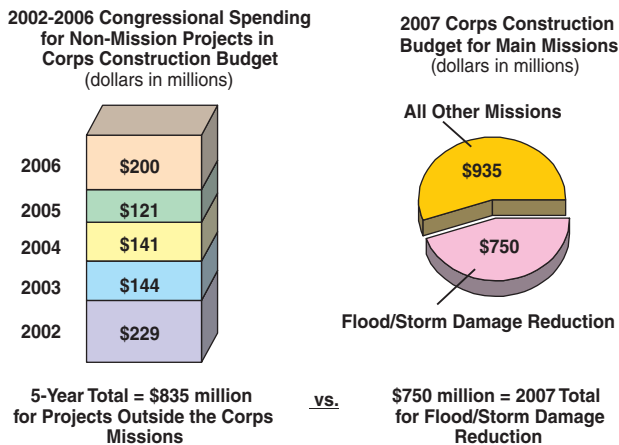 2002-2006 Congressional Spending
for Non-Mission Projects in
Corps Construction Budget
(dollars in millions)
2006 $200
2005 $121
2004 $141
2003 $144
2002 $229
5-Year Total = $835 million
for Projects Outside the Corps
Missions
vs.
2007 Corps Construction
Budget for Main Missions
(dollars in millions)
All Other Missions
$935
$750
Flood/Storm Damage Reduction
$750 million = 2007 Total
for Flood/Storm Damage
Reduction